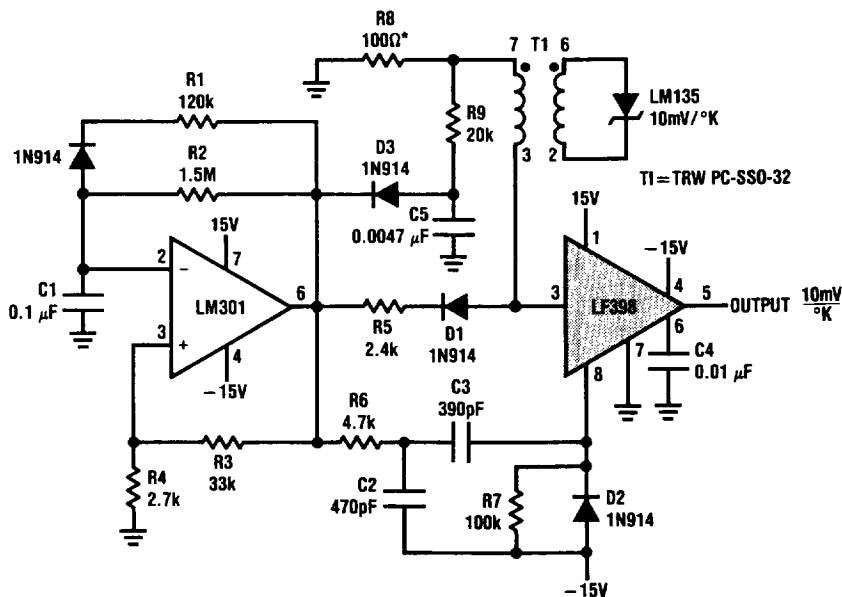 R8
100Ω*
7 T1 6
R1
120k
R9
20k
LM135
10mV/°K
1N914
R2
1.5M
D3
1N914
3
2
T1=TRW PC-SSO-32
C5
0.0047 µF
15V
15V
7
1
-15V
C1
0.1 µF
2
-
LM301
6
3
+
4
-15V
R5
2.4k
D1
1N914
3
LF398
4
5
OUTPUT 10mV/°K
6
7
8
C4
0.01 µF
C3
390pF
R6
4.7k
R3
33k
R4
2.7k
C2
470pF
R7
100k
D2
1N914
-15V